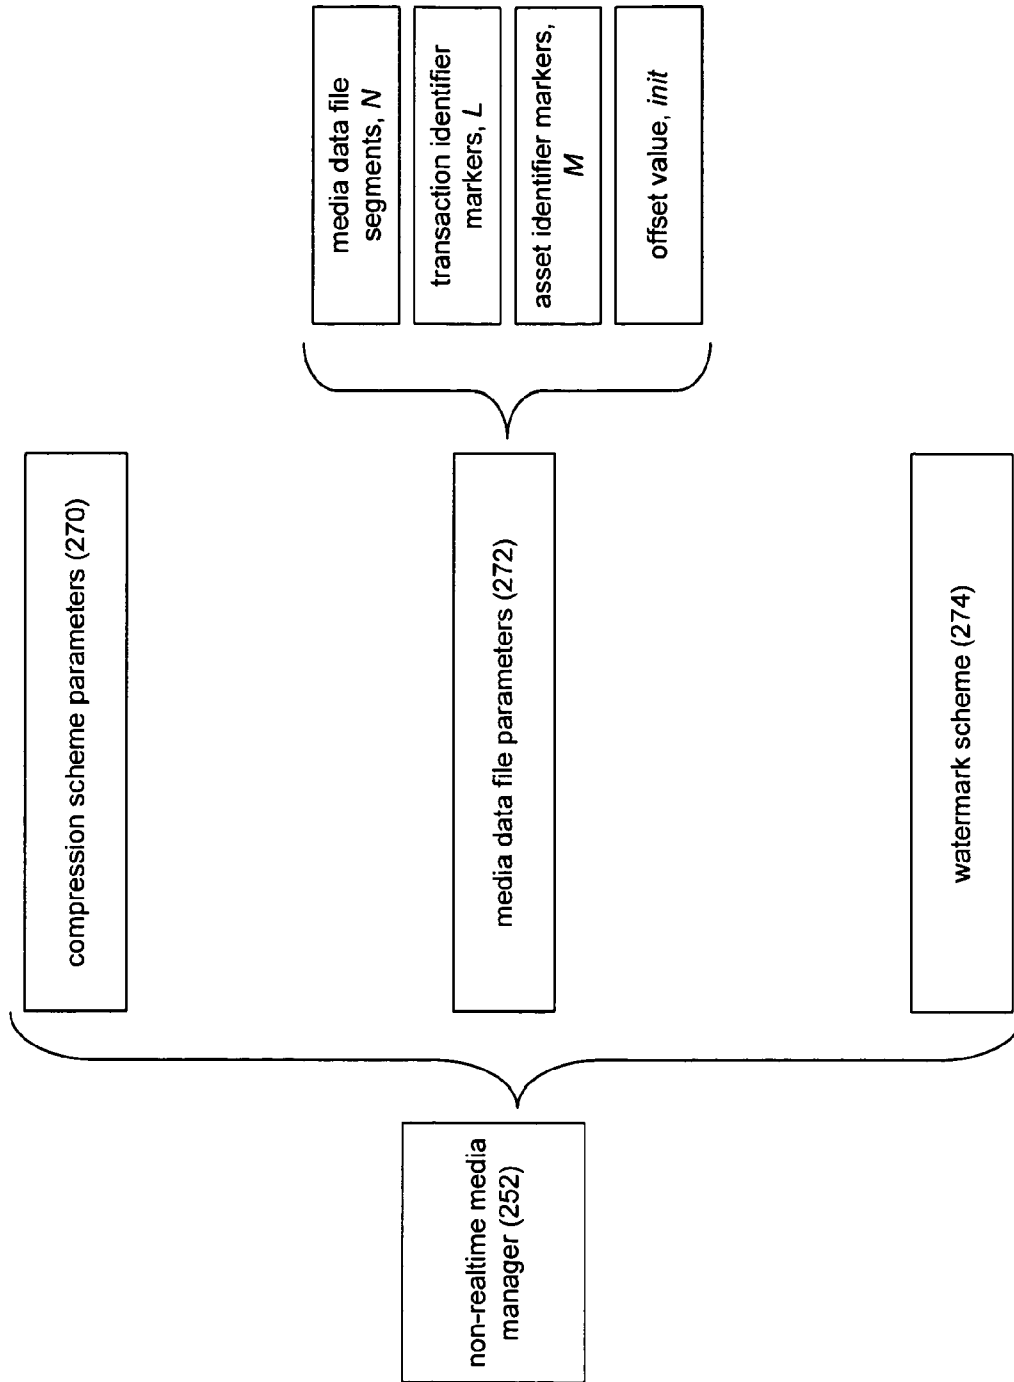 non-realtime media
manager (252)
compression scheme parameters (270)
media data file parameters (272)
watermark scheme (274)
media data file
segments, N
transaction identifier
markers, L
asset identifier markers,
M
offset value, init